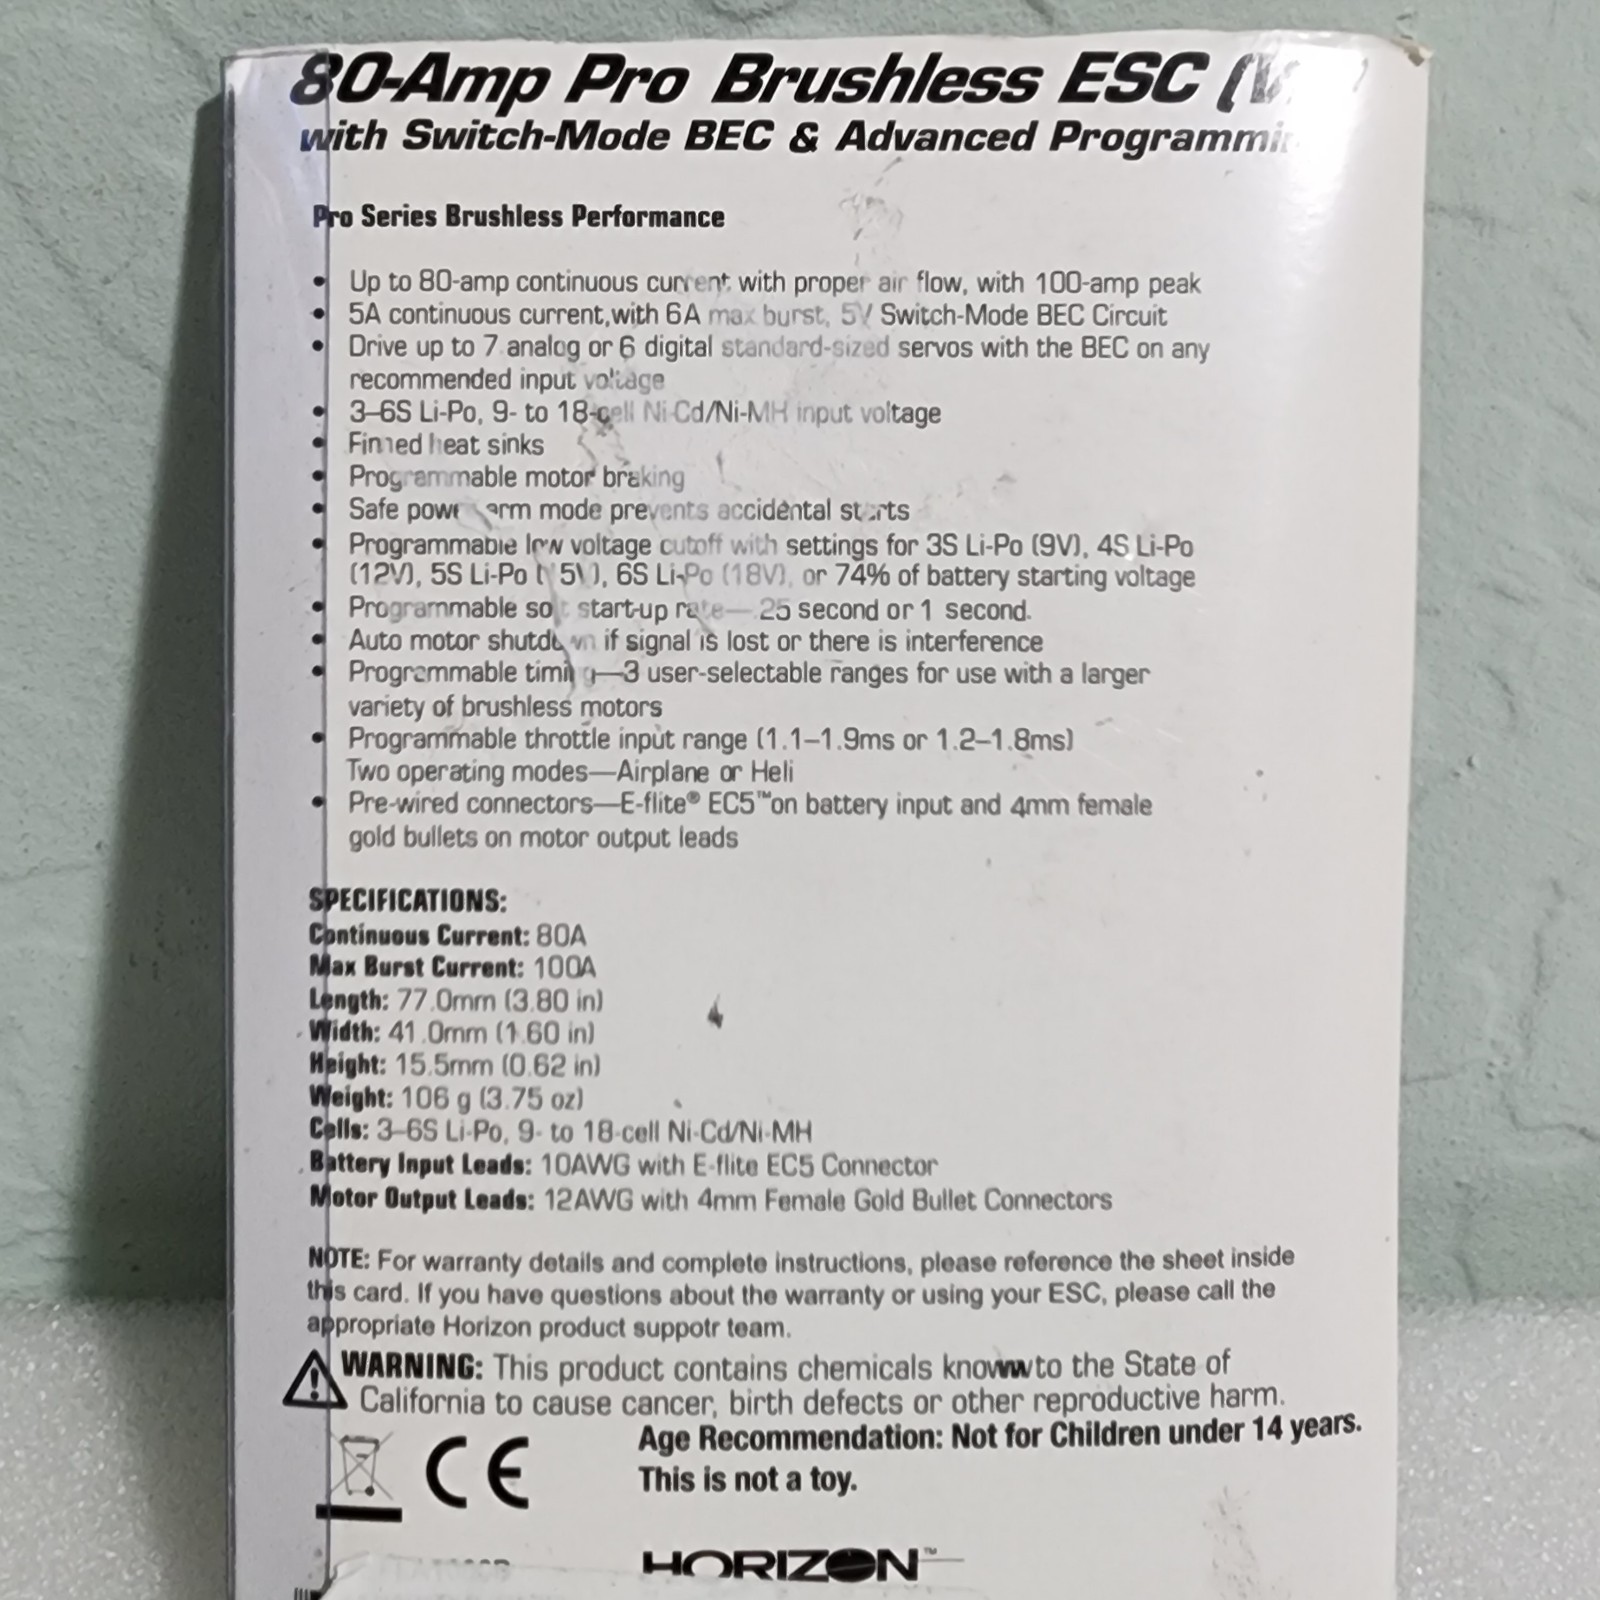 80-Amp Pro Brushless ESC
with Switch-Mode BEC & Advanced
Pro Series Brushless Performance
• Up to 80-amp continuous current with proper air flow, with 100-amp peak
• 5A continuous current,with 6A max burst, 5V Switch-Mode BEC Circuit
• Drive up to 7 analog or 6 digital standard-sized servos with the BEC on any
recommended input voltage
• 3–6S Li-Po, 9- to 18-cell Ni-Cd/Ni-MH input voltage
• Finned heat sinks
• Programmable motor braking
• Safe power arm mode prevents accidental starts
• Programmable low voltage cutoff with settings for 3S Li-Po (9V), 4S Li-Po
(12V), 5S Li-Po (15V), 6S Li-Po (18V), or 74% of battery starting voltage
• Programmable soft start-up rate—.25 second or 1 second.
• Auto motor shutdown if signal is lost or there is interference
• Programmable timing—3 user-selectable ranges for use with a larger
variety of brushless motors
• Programmable throttle input range (1.1–1.9ms or 1.2–1.8ms)
Two operating modes—Airplane or Heli
• Pre-wired connectors—E-flite® EC5™on battery input and 4mm female
gold bullets on motor output leads
SPECIFICATIONS:
Continuous Current: 80A
Max Burst Current: 100A
Length: 77.0mm (3.80 in)
Width: 41.0mm (1.60 in)
Height: 15.5mm (0.62 in)
Weight: 106 g (3.75 oz)
Cells: 3–6S Li-Po, 9- to 18-cell Ni-Cd/Ni-MH
Battery Input Leads: 10AWG with E-flite EC5 Connector
Motor Output Leads: 12AWG with 4mm Female Gold Bullet Connectors
NOTE: For warranty details and complete instructions, please reference the sheet inside
this card. If you have questions about the warranty or using your ESC, please call the
appropriate Horizon product suppotr team.
WARNING: This product contains chemicals known to the State of
California to cause cancer, birth defects or other reproductive harm.
Age Recommendation: Not for Children under 14 years.
This is not a toy.
CE
HORIZON™